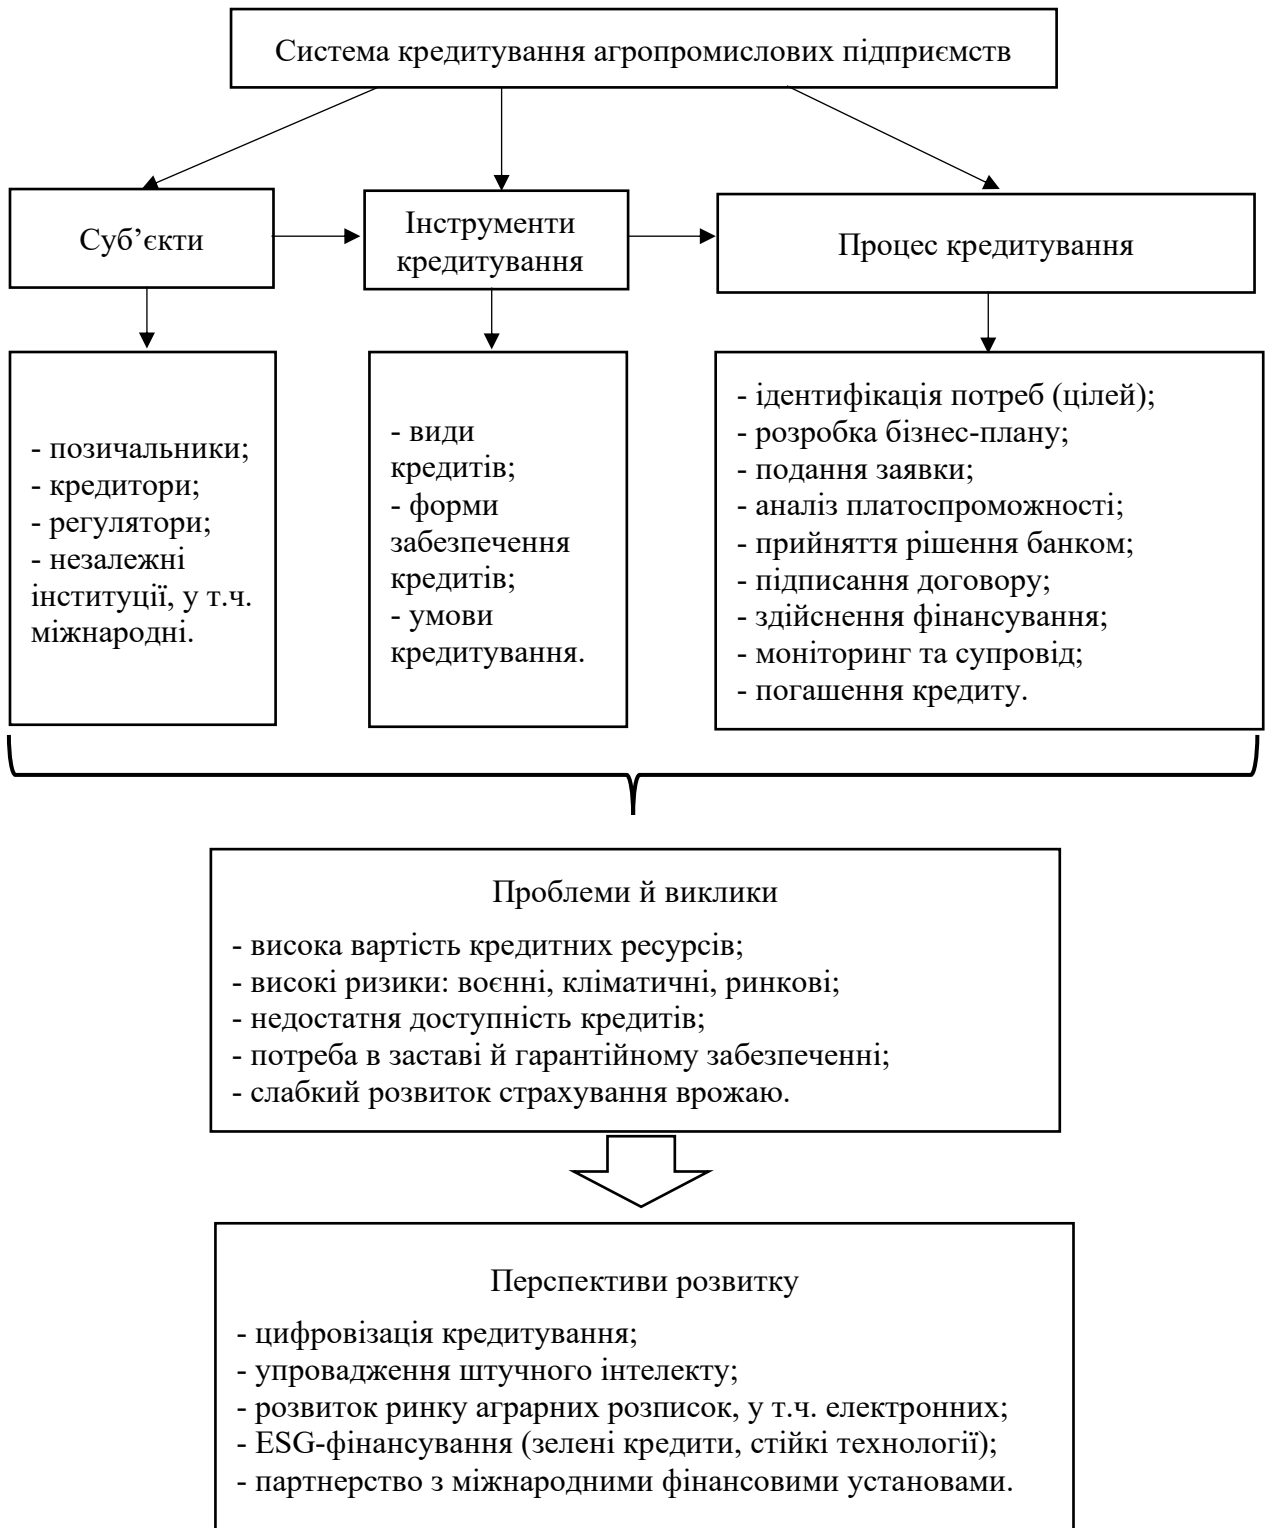 Система кредитування агропромислових підприємств
Суб’єкти
Інструменти
кредитування
Процес кредитування
- позичальники;
- кредитори;
- регулятори;
- незалежні
інституції, у т.ч.
міжнародні.
- види
кредитів;
- форми
забезпечення
кредитів;
- умови
кредитування.
- ідентифікація потреб (цілей);
- розробка бізнес-плану;
- подання заявки;
- аналіз платоспроможності;
- прийняття рішення банком;
- підписання договору;
- здійснення фінансування;
- моніторинг та супровід;
- погашення кредиту.
Проблеми й виклики
- висока вартість кредитних ресурсів;
- високі ризики: воєнні, кліматичні, ринкові;
- недостатня доступність кредитів;
- потреба в заставі й гарантійному забезпеченні;
- слабкий розвиток страхування врожаю.
Перспективи розвитку
- цифровізація кредитування;
- упровадження штучного інтелекту;
- розвиток ринку аграрних розписок, у т.ч. електронних;
- ESG-фінансування (зелені кредити, стійкі технології);
- партнерство з міжнародними фінансовими установами.